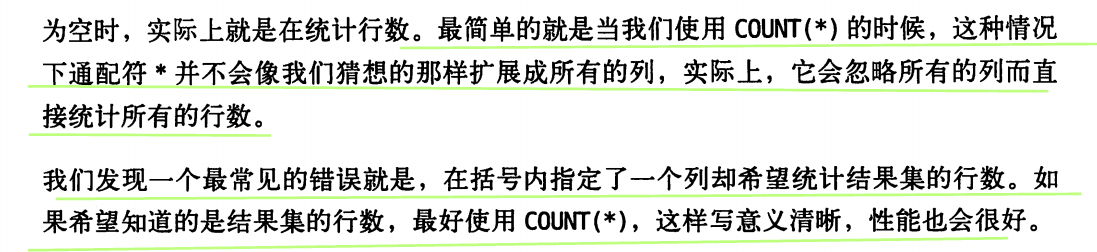 为空时，实际上就是在统计行数。最简单的就是当我们使用 COUNT(*) 的时候，这种情况
下通配符 * 并不会像我们猜想的那样扩展成所有的列，实际上，它会忽略所有的列而直
接统计所有的行数。
我们发现一个最常见的错误就是，在括号内指定了一个列却希望统计结果集的行数。如
果希望知道的是结果集的行数，最好使用 COUNT(*)，这样写意义清晰，性能也会很好。